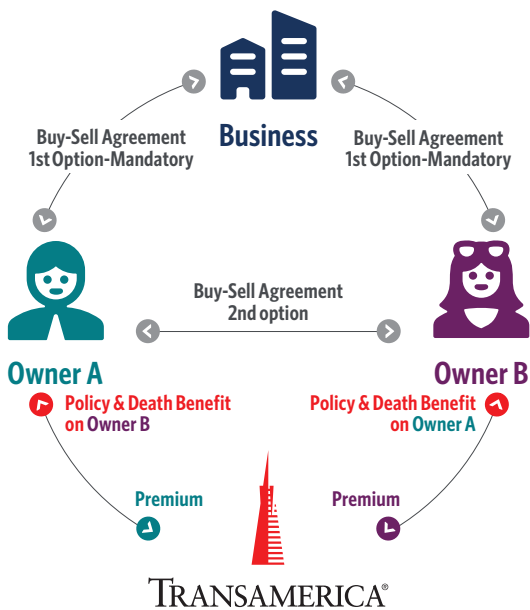 Business
Buy-Sell Agreement
1st Option-Mandatory
Buy-Sell Agreement
1st Option-Mandatory
Buy-Sell Agreement
2nd option
Owner A
Owner B
Policy & Death Benefit
on Owner B
Policy & Death Benefit
on Owner A
Premium
Premium
TRANSAMERICA®